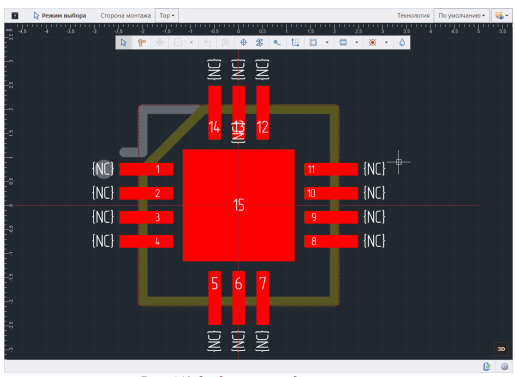 Режим выбора Сторона монтажа Top Технология По умолчанию
-4,5 -4 -3,5 -3 -2,5 -2 -1,5 -1 -0,5 0 0,5 1 1,5 2 2,5 3 3,5 4 4,5 5 5,5
{NC} {NC} {NC}
14 13 12
{NC}
{NC} 1 11 {NC}
{NC} 2 10 {NC}
15
{NC} 3 9 {NC}
{NC} 4 8 {NC}
5 6 7
{NC} {NC} {NC}
3D